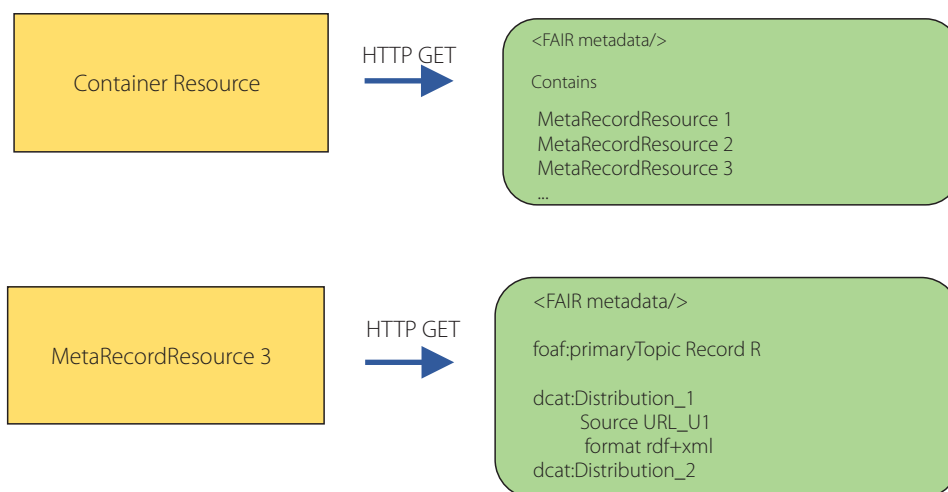 Container Resource
HTTP GET
<FAIR metadata/>
Contains
MetaRecordResource 1
MetaRecordResource 2
MetaRecordResource 3
...
MetaRecordResource 3
HTTP GET
<FAIR metadata/>
foaf:primaryTopic Record R
dcat:Distribution_1
Source URL_U1
format rdf+xml
dcat:Distribution_2